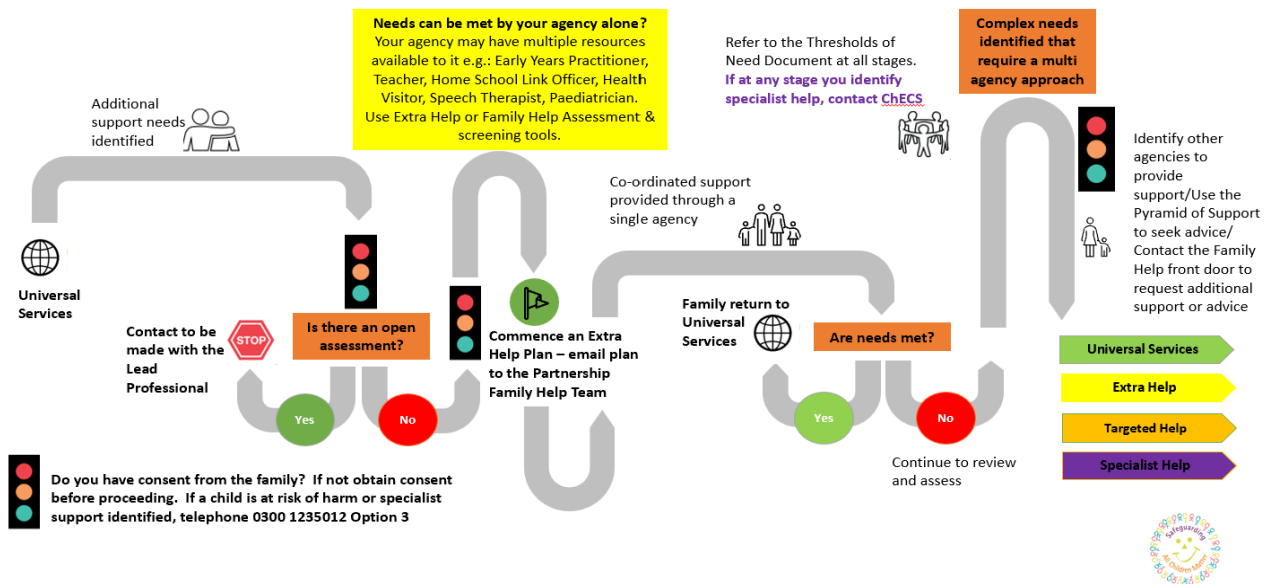 Additional
support needs
identified
Universal
Services
Contact to be
made with the
Lead
Professional
STOP
Is there an open
assessment?
Yes
No
Needs can be met by your agency alone?
Your agency may have multiple resources
available to it e.g.: Early Years Practitioner,
Teacher, Home School Link Officer, Health
Visitor, Speech Therapist, Paediatrician.
Use Extra Help or Family Help Assessment &
screening tools.
Commence an Extra
Help Plan – email plan
to the Partnership
Family Help Team
Co-ordinated support
provided through a
single agency
Family return to
Universal
Services
Are needs met?
Yes
No
Continue to review
and assess
Refer to the Thresholds of
Need Document at all stages.
If at any stage you identify
specialist help, contact ChECS
Complex needs
identified that
require a multi
agency approach
Identify other
agencies to
provide
support/Use the
Pyramid of Support
to seek advice/
Contact the Family
Help front door to
request additional
support or advice
Universal Services
Extra Help
Targeted Help
Specialist Help
Do you have consent from the family?  If not obtain consent
before proceeding.  If a child is at risk of harm or specialist
support identified, telephone 0300 1235012 Option 3
Safeguarding
All Children Matter